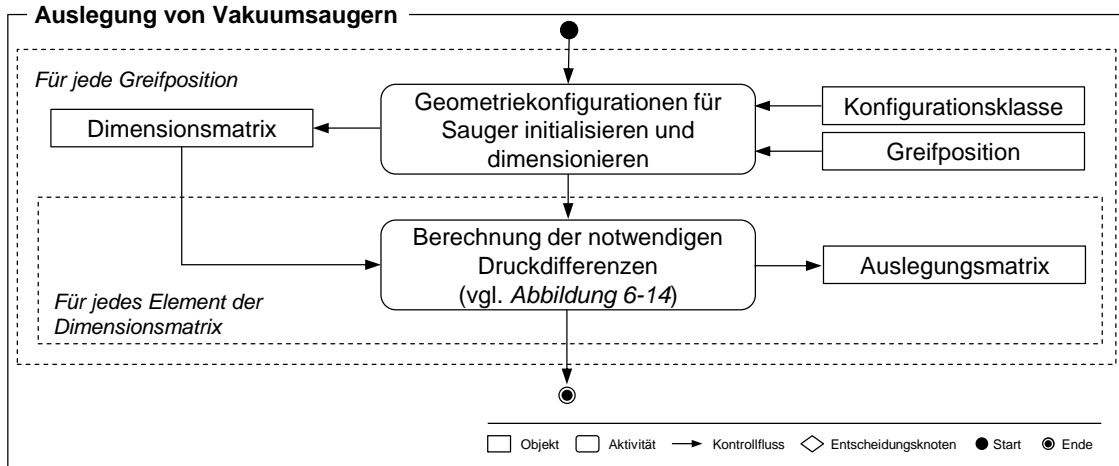 Auslegung von Vakuumsaugern
Für jede Greifposition
Geometriekonfigurationen für
Sauger initialisieren und
dimensionieren
Dimensionsmatrix
Konfigurationsklasse
Greifposition
Berechnung der notwendigen
Druckdifferenzen
(vgl. Abbildung 6-14)
Auslegungsmatrix
Für jedes Element der
Dimensionsmatrix
Objekt Aktivität Kontrollfluss Entscheidungsknoten Start Ende